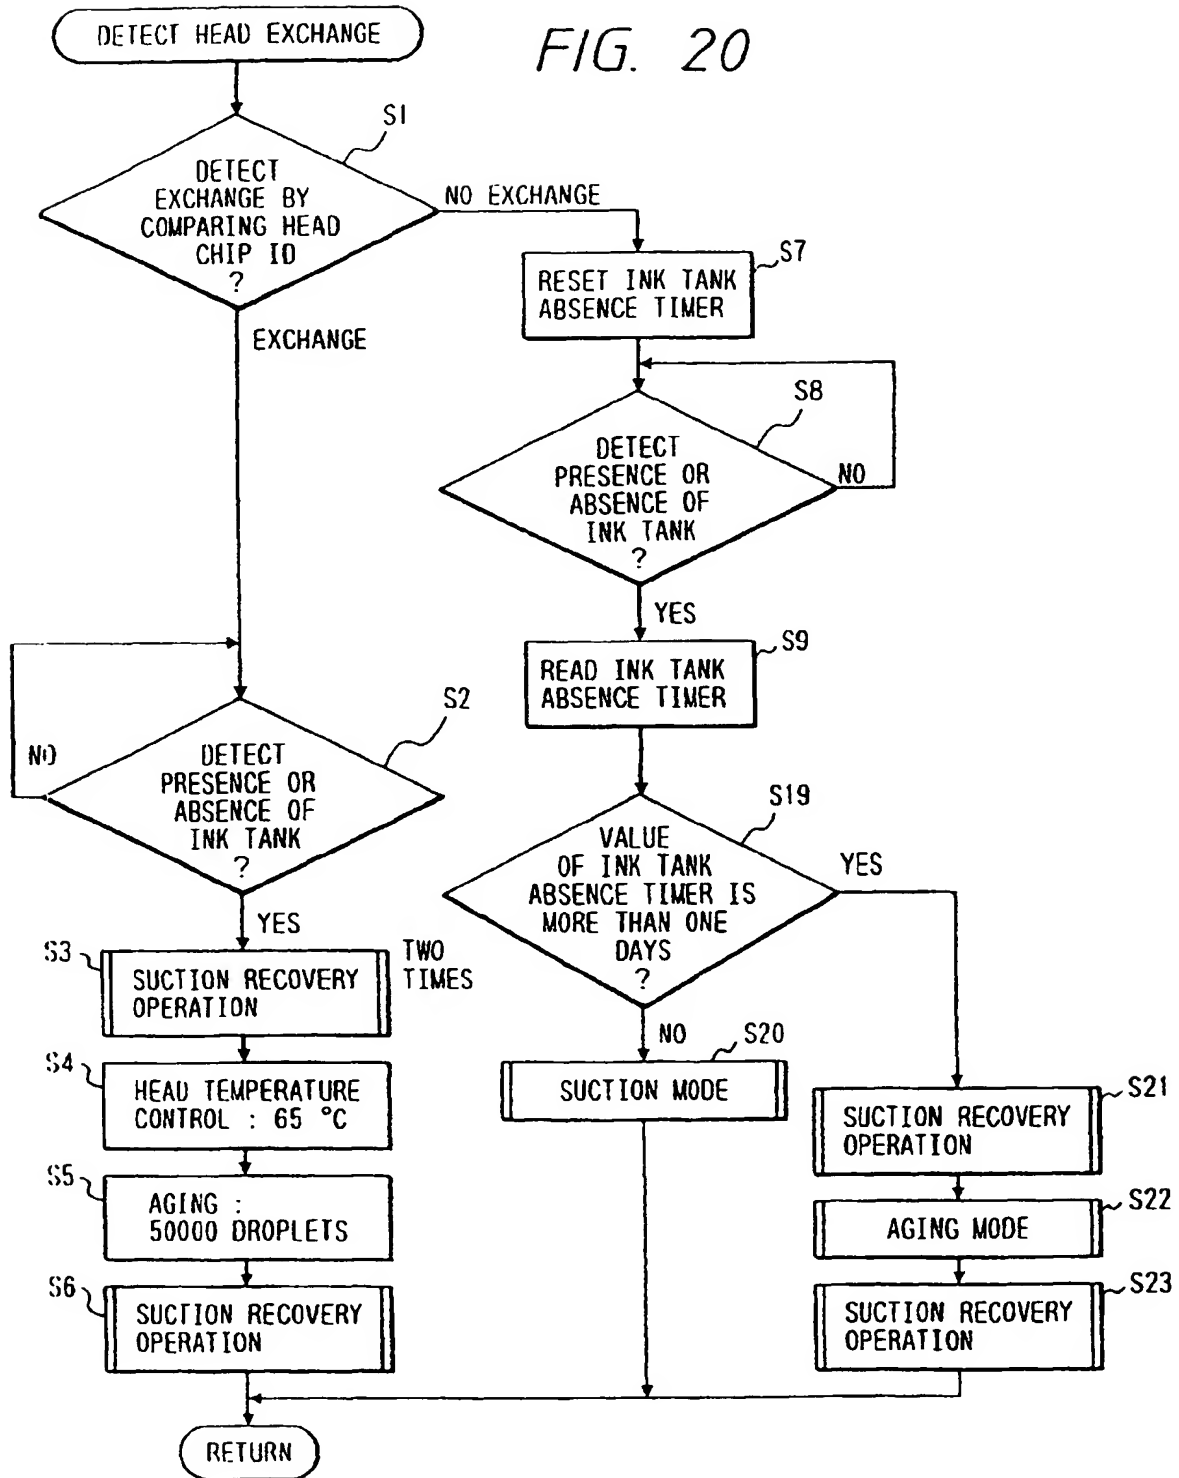 DETECT HEAD EXCHANGE
FIG. 20
S1
DETECT
EXCHANGE BY
COMPARING HEAD
CHIP ID
?
NO EXCHANGE
EXCHANGE
S7
RESET INK TANK
ABSENCE TIMER
S8
DETECT
PRESENCE OR
ABSENCE OF
INK TANK
?
NO
YES
S9
READ INK TANK
ABSENCE TIMER
S2
DETECT
PRESENCE OR
ABSENCE OF
INK TANK
?
NO
YES
S19
VALUE
OF INK TANK
ABSENCE TIMER IS
MORE THAN ONE
DAYS
?
YES
NO
S3
SUCTION RECOVERY
OPERATION
TWO
TIMES
S4
HEAD TEMPERATURE
CONTROL : 65 °C
S5
AGING :
50000 DROPLETS
S6
SUCTION RECOVERY
OPERATION
S20
SUCTION MODE
S21
SUCTION RECOVERY
OPERATION
S22
AGING MODE
S23
SUCTION RECOVERY
OPERATION
RETURN